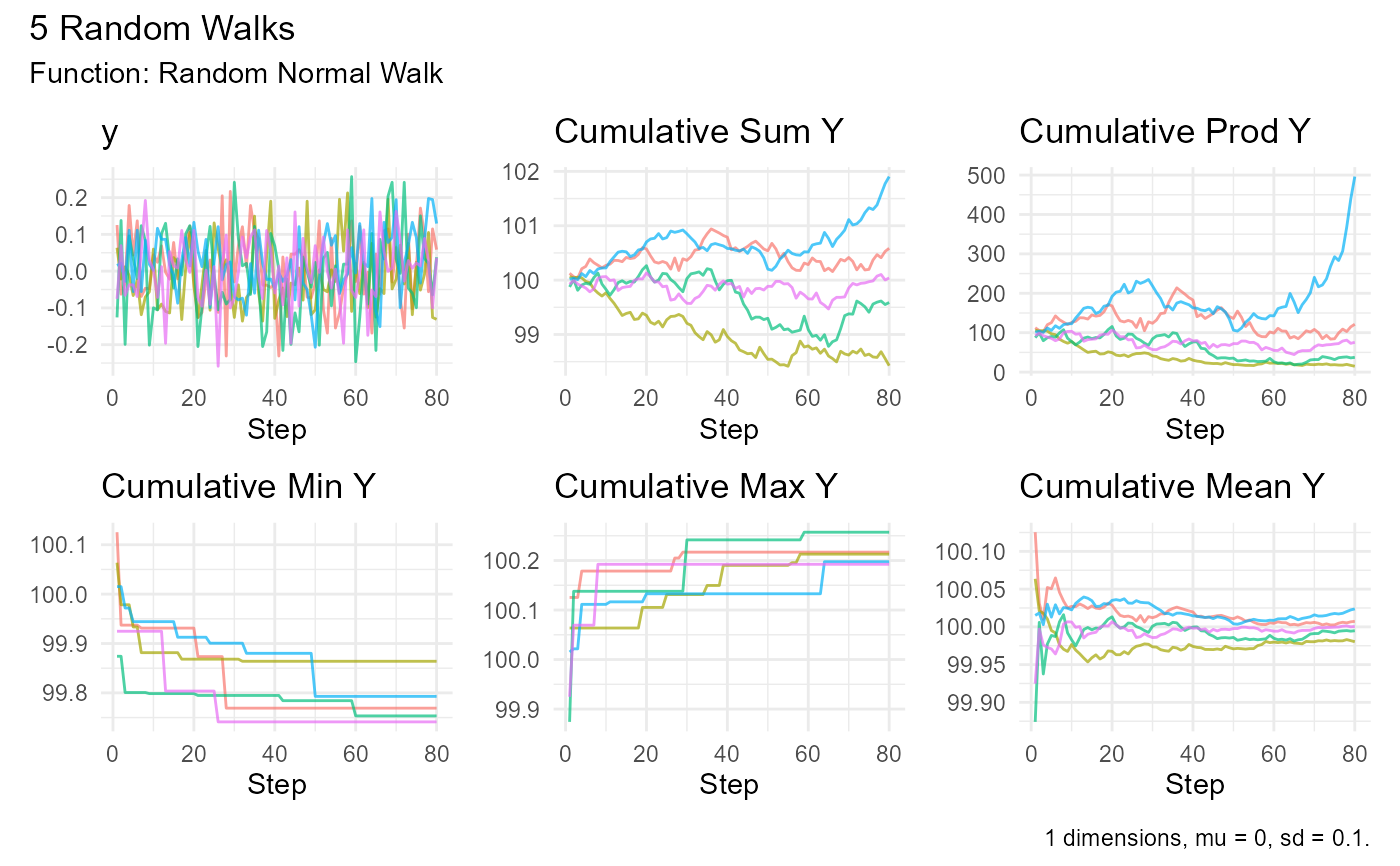 5 Random Walks
Function: Random Normal Walk
y
0.2
0.1
0.0
-0.1
-0.2
0 20 40 60 80
Step
Cumulative Sum Y
102
101
100
99
0 20 40 60 80
Step
Cumulative Prod Y
500
400
300
200
100
0
0 20 40 60 80
Step
Cumulative Min Y
100.1
100.0
99.9
99.8
0 20 40 60 80
Step
Cumulative Max Y
100.2
100.1
100.0
99.9
0 20 40 60 80
Step
Cumulative Mean Y
100.10
100.05
100.00
99.95
99.90
0 20 40 60 80
Step
1 dimensions, mu = 0, sd = 0.1.